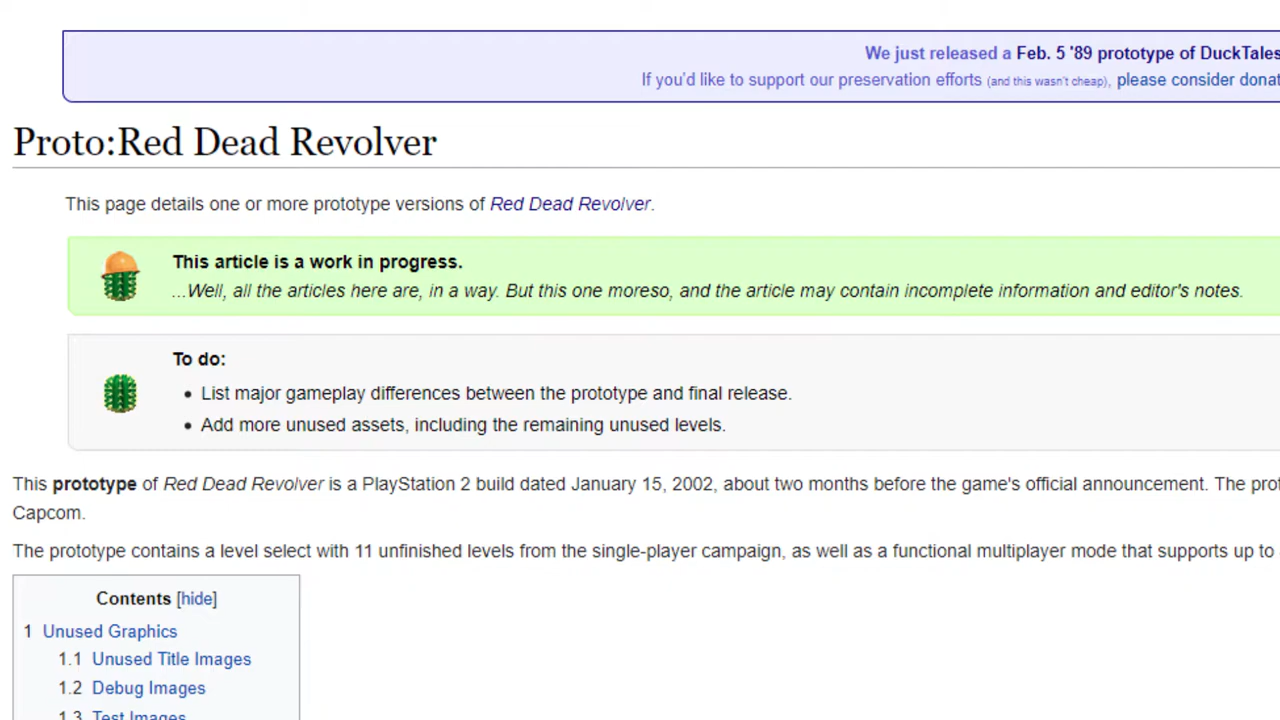 We just released a Feb. 5 '89 prototype of DuckTales
If you'd like to support our preservation efforts (and this wasn't cheap), please consider donat
Proto:Red Dead Revolver
This page details one or more prototype versions of Red Dead Revolver.
This article is a work in progress.
...Well, all the articles here are, in a way. But this one moreso, and the article may contain incomplete information and editor's notes.
To do:
• List major gameplay differences between the prototype and final release.
• Add more unused assets, including the remaining unused levels.
This prototype of Red Dead Revolver is a PlayStation 2 build dated January 15, 2002, about two months before the game's official announcement. The prot
Capcom.
The prototype contains a level select with 11 unfinished levels from the single-player campaign, as well as a functional multiplayer mode that supports up to
Contents [hide]
1 Unused Graphics
1.1 Unused Title Images
1.2 Debug Images
1.3 Test Images